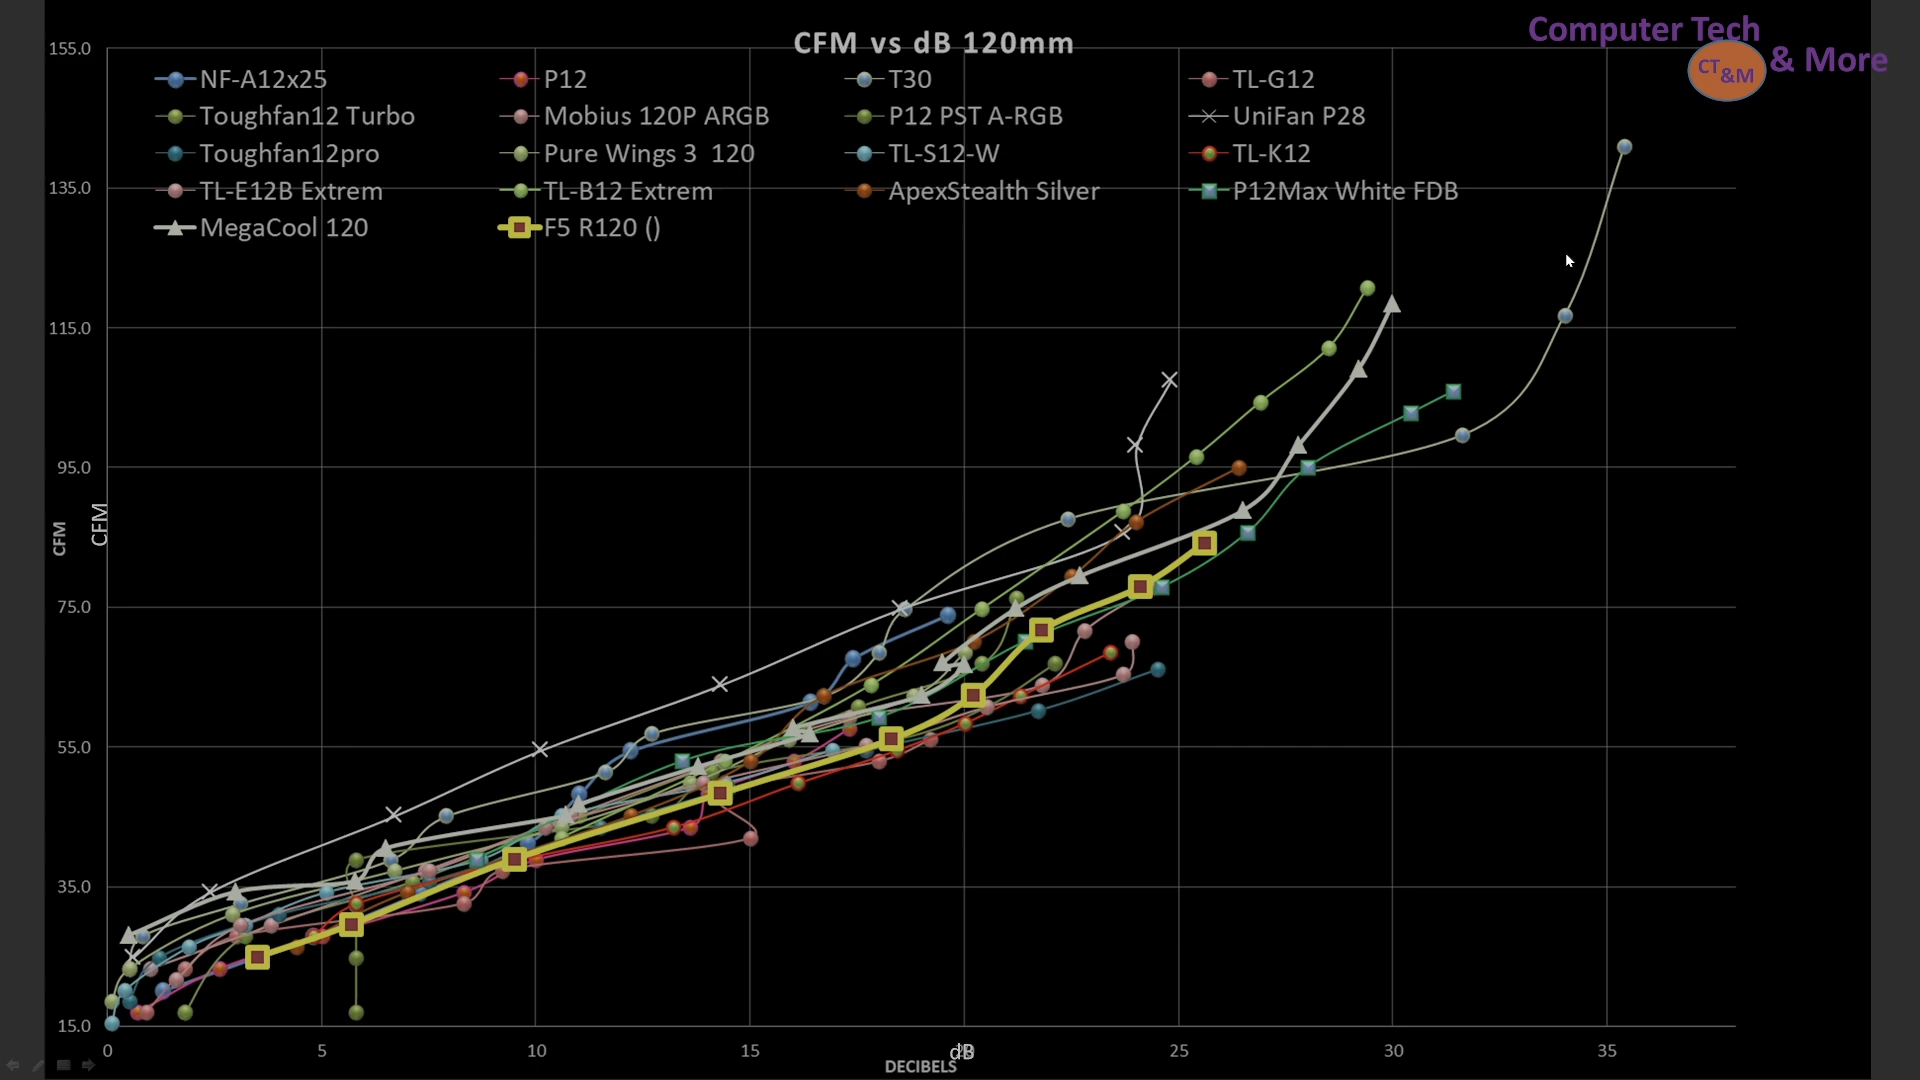 Computer Tech
& More
CT
&M
CFM vs dB 120mm
NF-A12x25
P12
T30
TL-G12
Toughfan12 Turbo
Mobius 120P ARGB
P12 PST A-RGB
UniFan P28
Toughfan12pro
Pure Wings 3  120
TL-S12-W
TL-K12
TL-E12B Extrem
TL-B12 Extrem
ApexStealth Silver
P12Max White FDB
MegaCool 120
F5 R120 ()
155.0
135.0
115.0
95.0
75.0
55.0
35.0
15.0
CFM
CFM
0
5
10
15
20
25
30
35
dB
DECIBELS